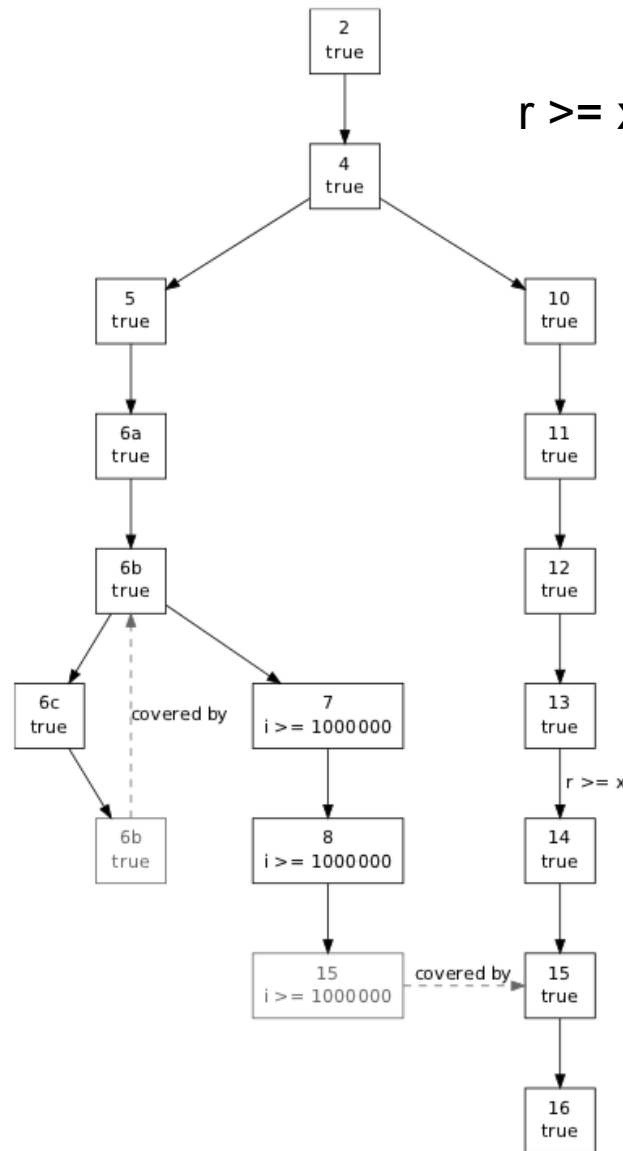 2
true
r >= x
4
true
5
true
10
true
6a
true
11
true
6b
true
12
true
6c
true
covered by
7
i >= 1000000
13
true
r >= x
6b
true
8
i >= 1000000
14
true
15
i >= 1000000
covered by
15
true
16
true